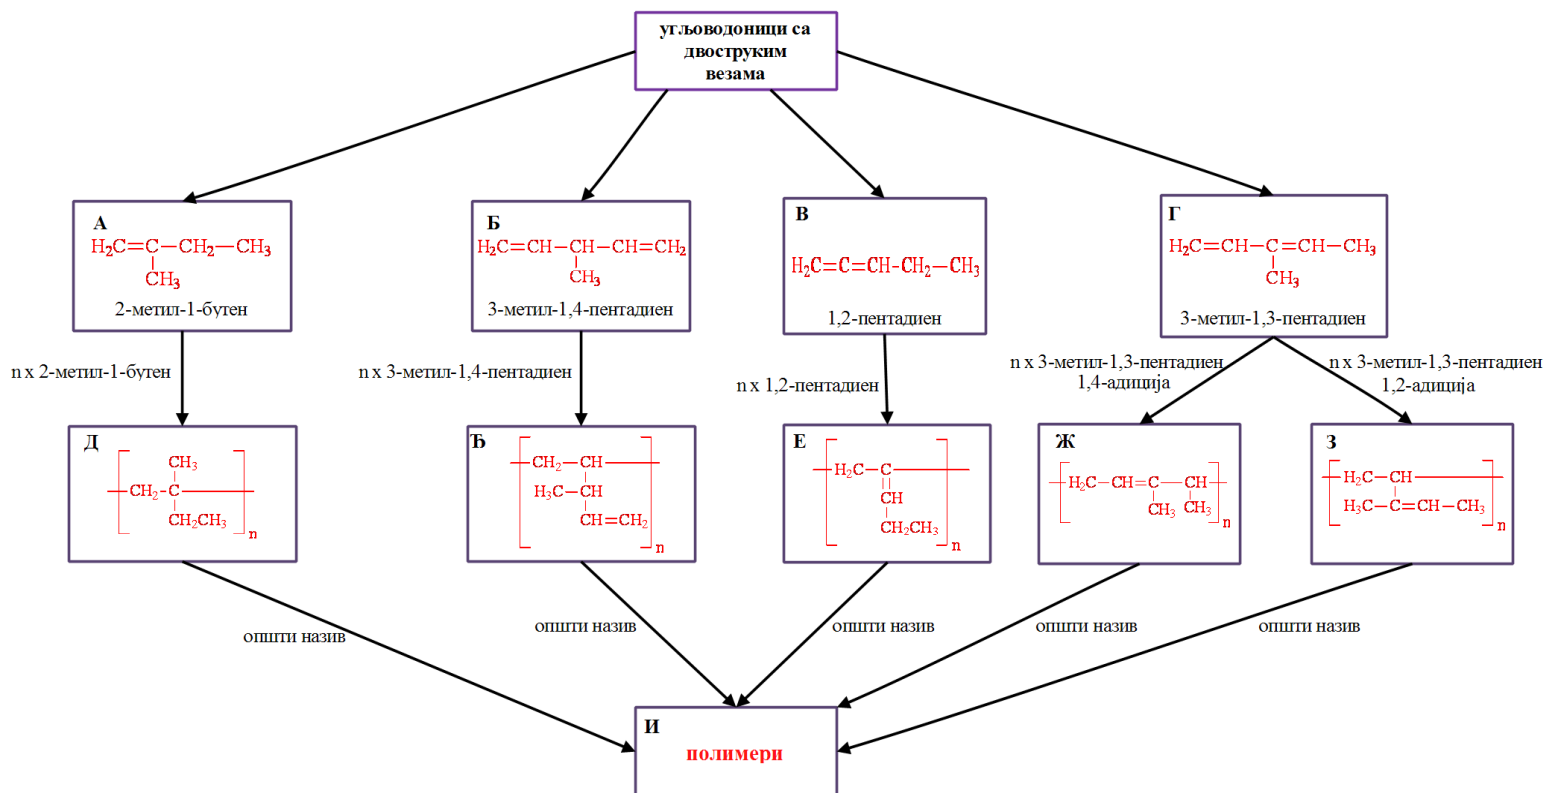 угљоводоници са
двоструким
везама
А
H₂C=C–CH₂–CH₃
CH₃
2-метил-1-бутен
Б
H₂C=CH–CH–CH=CH₂
CH₃
3-метил-1,4-пентадиен
В
H₂C=C=CH–CH₂–CH₃
1,2-пентадиен
Г
H₂C=CH–C=CH–CH₃
CH₃
3-метил-1,3-пентадиен
n x 2-метил-1-бутен
n x 3-метил-1,4-пентадиен
n x 1,2-пентадиен
n x 3-метил-1,3-пентадиен
1,4-адиција
n x 3-метил-1,3-пентадиен
1,2-адиција
Д
CH₃
CH₂–C
CH₂CH₃
n
Ђ
CH₂–CH
H₃C–CH
CH=CH₂
n
Е
H₂C–C
CH
CH₂CH₃
n
Ж
H₂C–CH=C–CH
CH₃ CH₃
n
З
H₂C–CH
H₃C–C=CH–CH₃
n
општи назив
општи назив
општи назив
општи назив
општи назив
И
полимери